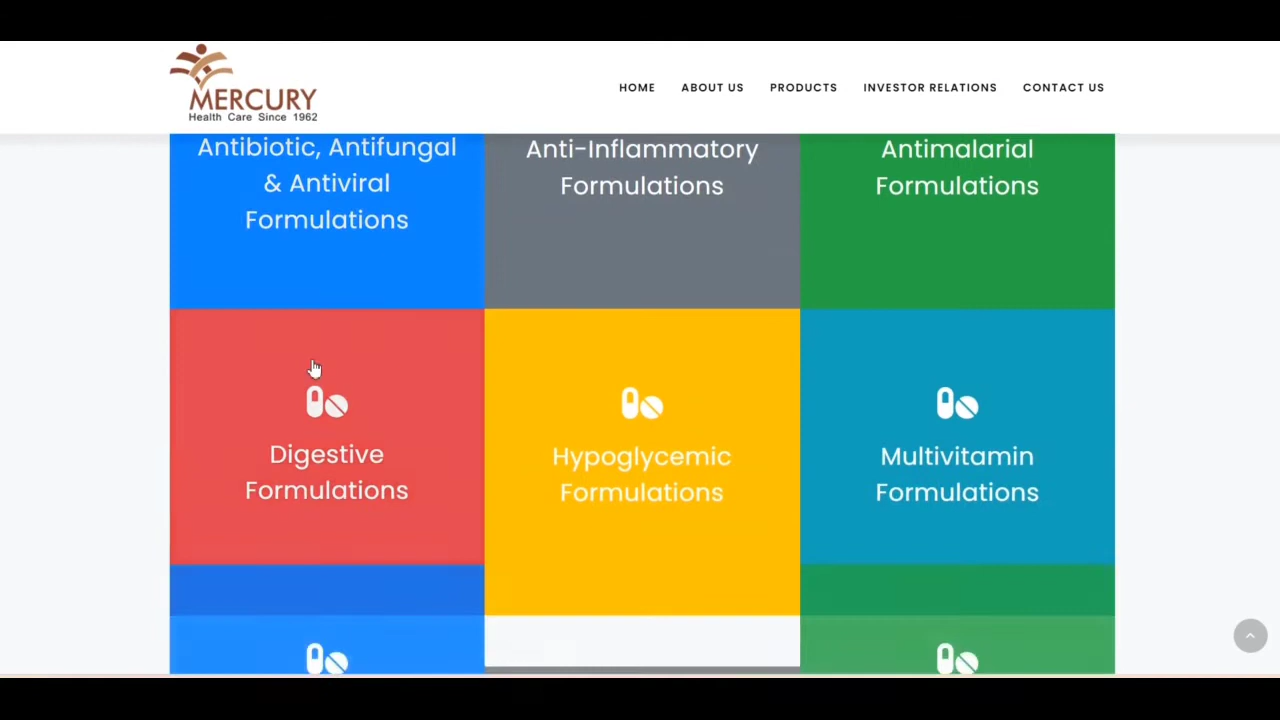 MERCURY
Health Care Since 1962
HOME ABOUT US PRODUCTS INVESTOR RELATIONS CONTACT US
Antibiotic, Antifungal
& Antiviral
Formulations
Anti-Inflammatory
Formulations
Antimalarial
Formulations
Digestive
Formulations
Hypoglycemic
Formulations
Multivitamin
Formulations